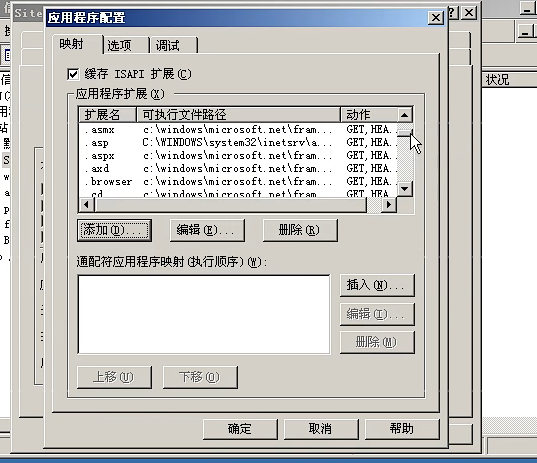 Site
应用程序配置
映射 选项 调试
缓存 ISAPI 扩展(C)
状况
应用程序扩展(X)
扩展名 可执行文件路径 动作
.asmx c:\windows\microsoft.net\fram... GET,HEA..
.asp C:\WINDOWS\system32\inetsrv\a... GET,HEA..
.aspx c:\windows\microsoft.net\fram... GET,HEA..
.axd c:\windows\microsoft.net\fram... GET,HEA..
.browser c:\windows\microsoft.net\fram... GET,HEA..
.cd c:\windows\microsoft.net\fram... GET,HEA..
添加(D)... 编辑(E)... 删除(R)
通配符应用程序映射(执行顺序)(W):
插入(N)...
编辑(I)...
删除(M)
上移(U) 下移(O)
确定 取消 帮助